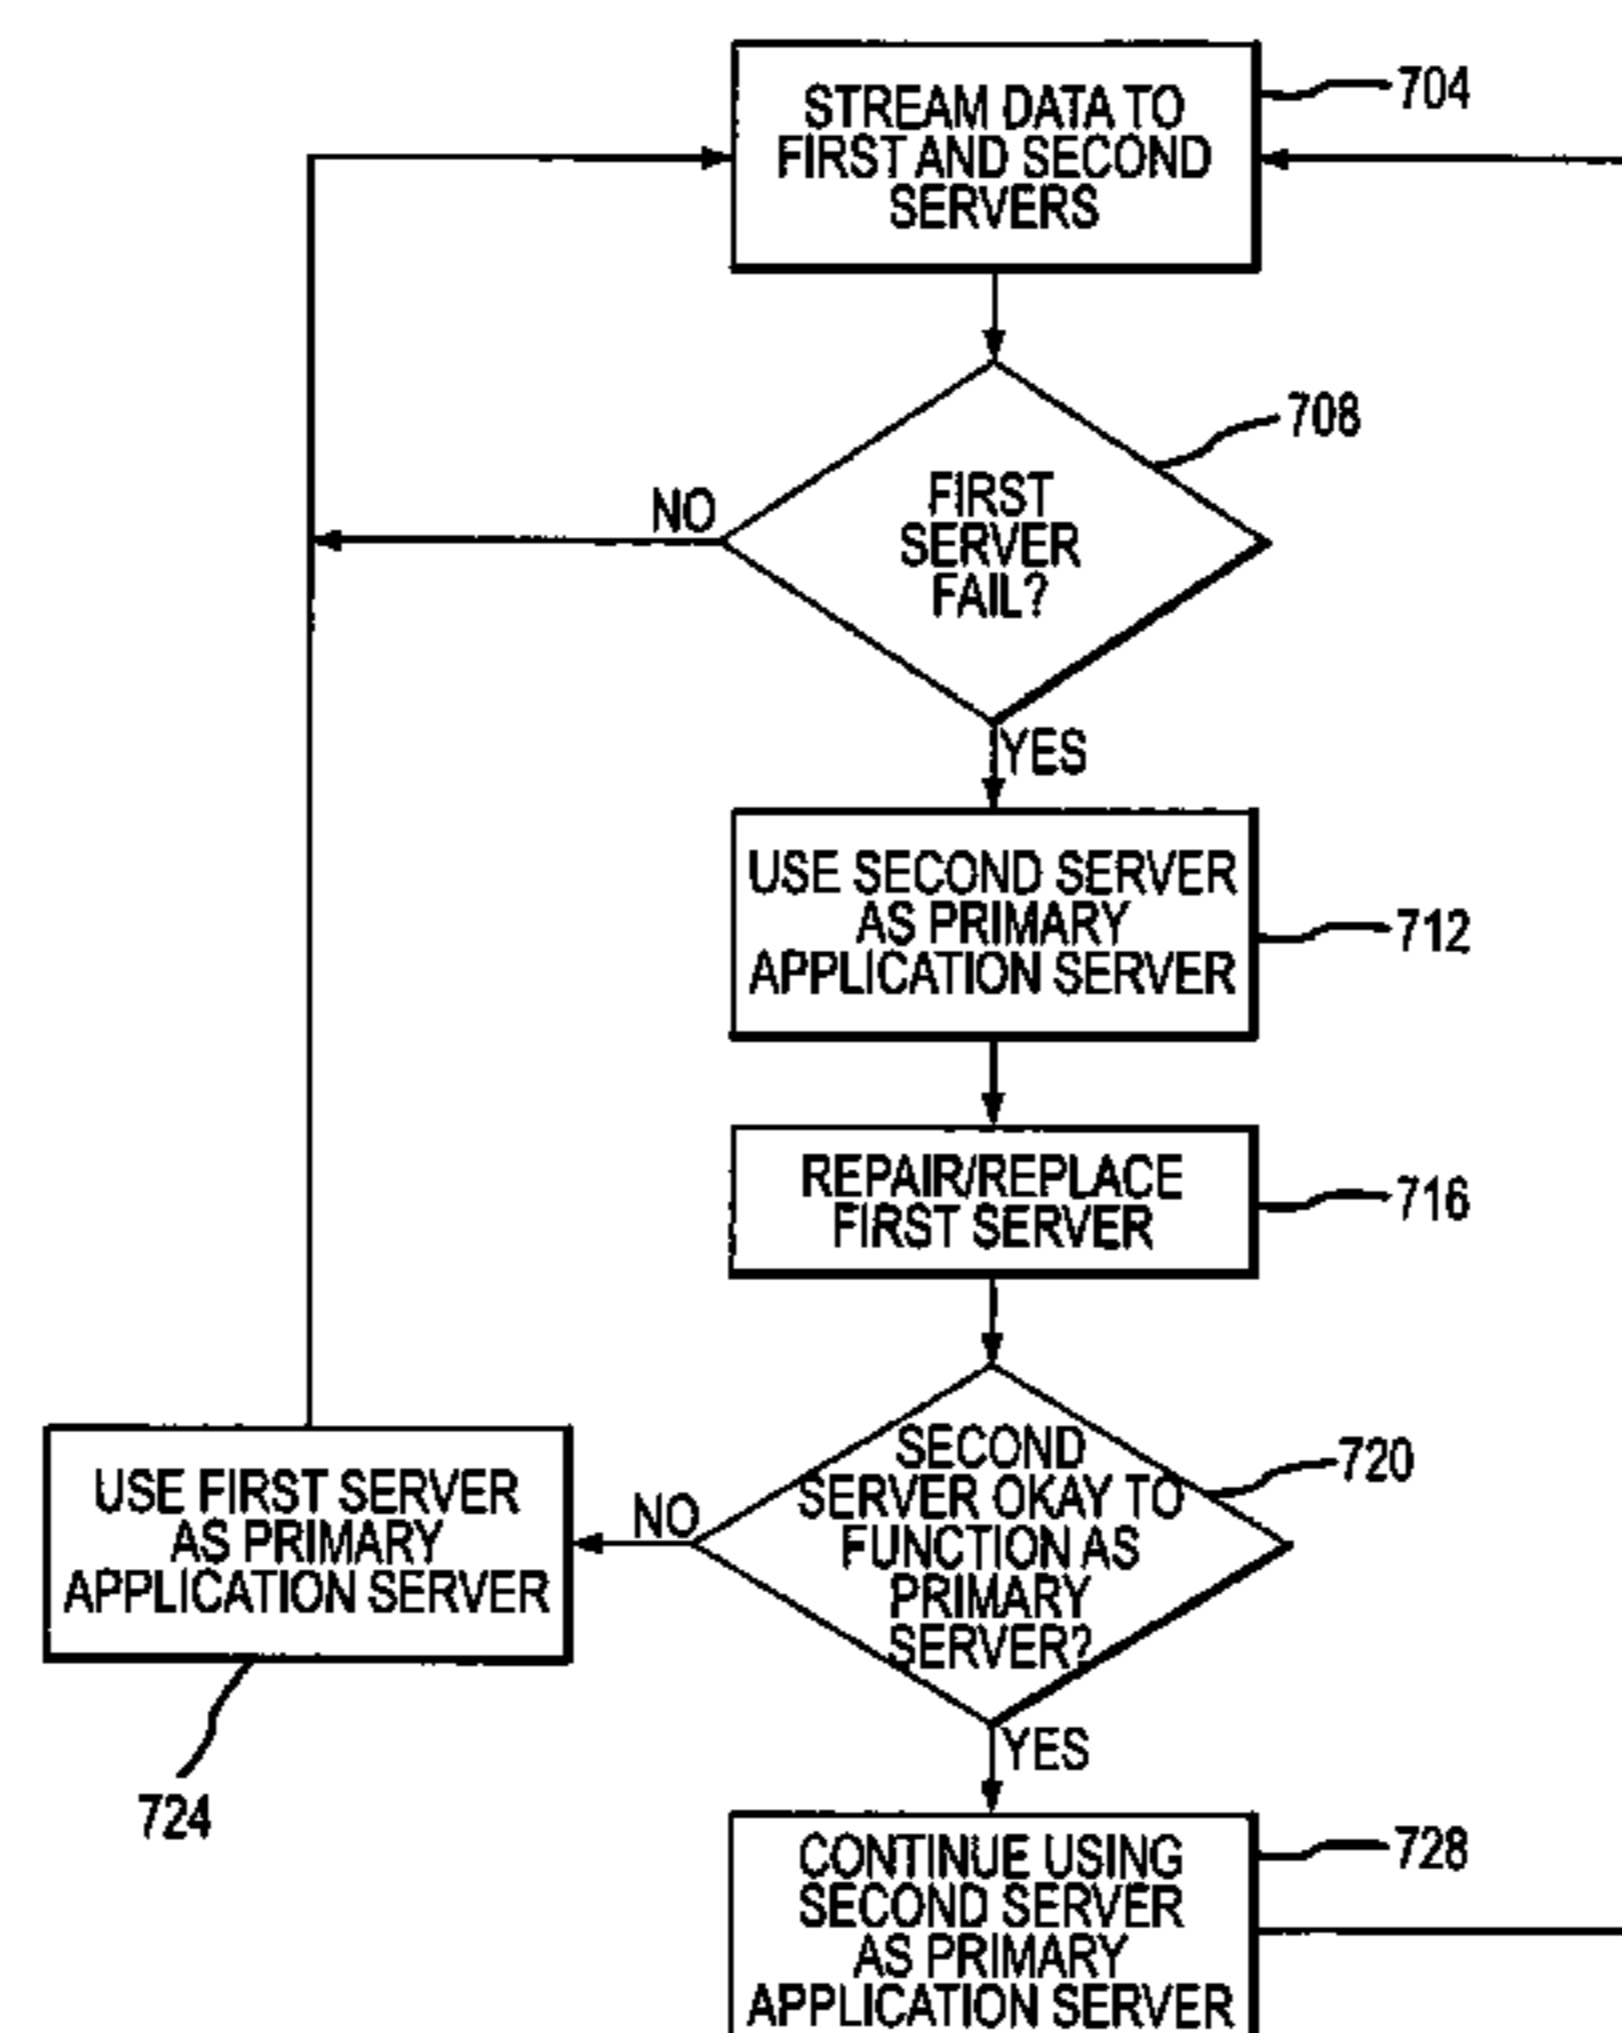 STREAM DATA TO
FIRST AND SECOND
SERVERS
704
FIRST
SERVER
FAIL?
708
NO
YES
USE SECOND SERVER
AS PRIMARY
APPLICATION SERVER
712
REPAIR/REPLACE
FIRST SERVER
716
SECOND
SERVER OKAY TO
FUNCTION AS
PRIMARY
SERVER?
720
NO
USE FIRST SERVER
AS PRIMARY
APPLICATION SERVER
724
YES
CONTINUE USING
SECOND SERVER
AS PRIMARY
APPLICATION SERVER
728